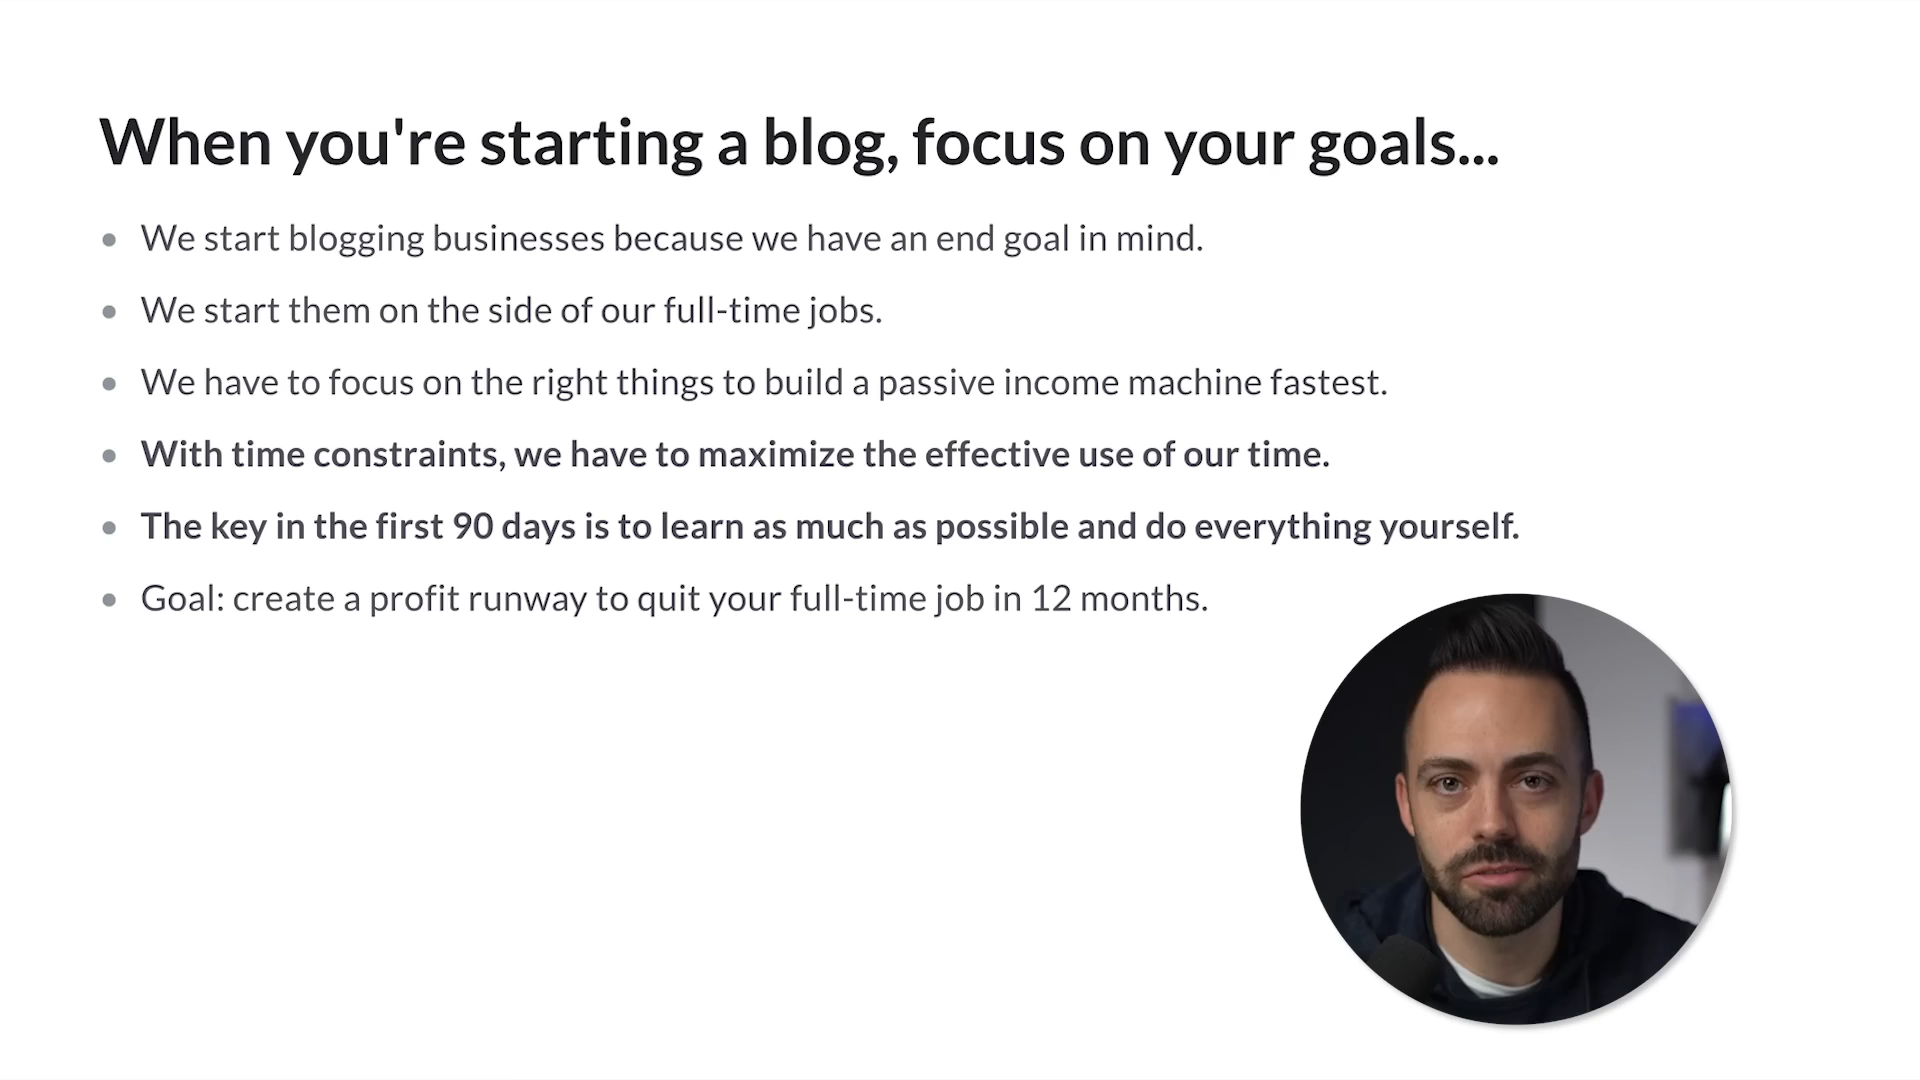 When you're starting a blog, focus on your goals...
We start blogging businesses because we have an end goal in mind.
We start them on the side of our full-time jobs.
We have to focus on the right things to build a passive income machine fastest.
With time constraints, we have to maximize the effective use of our time.
The key in the first 90 days is to learn as much as possible and do everything yourself.
Goal: create a profit runway to quit your full-time job in 12 months.